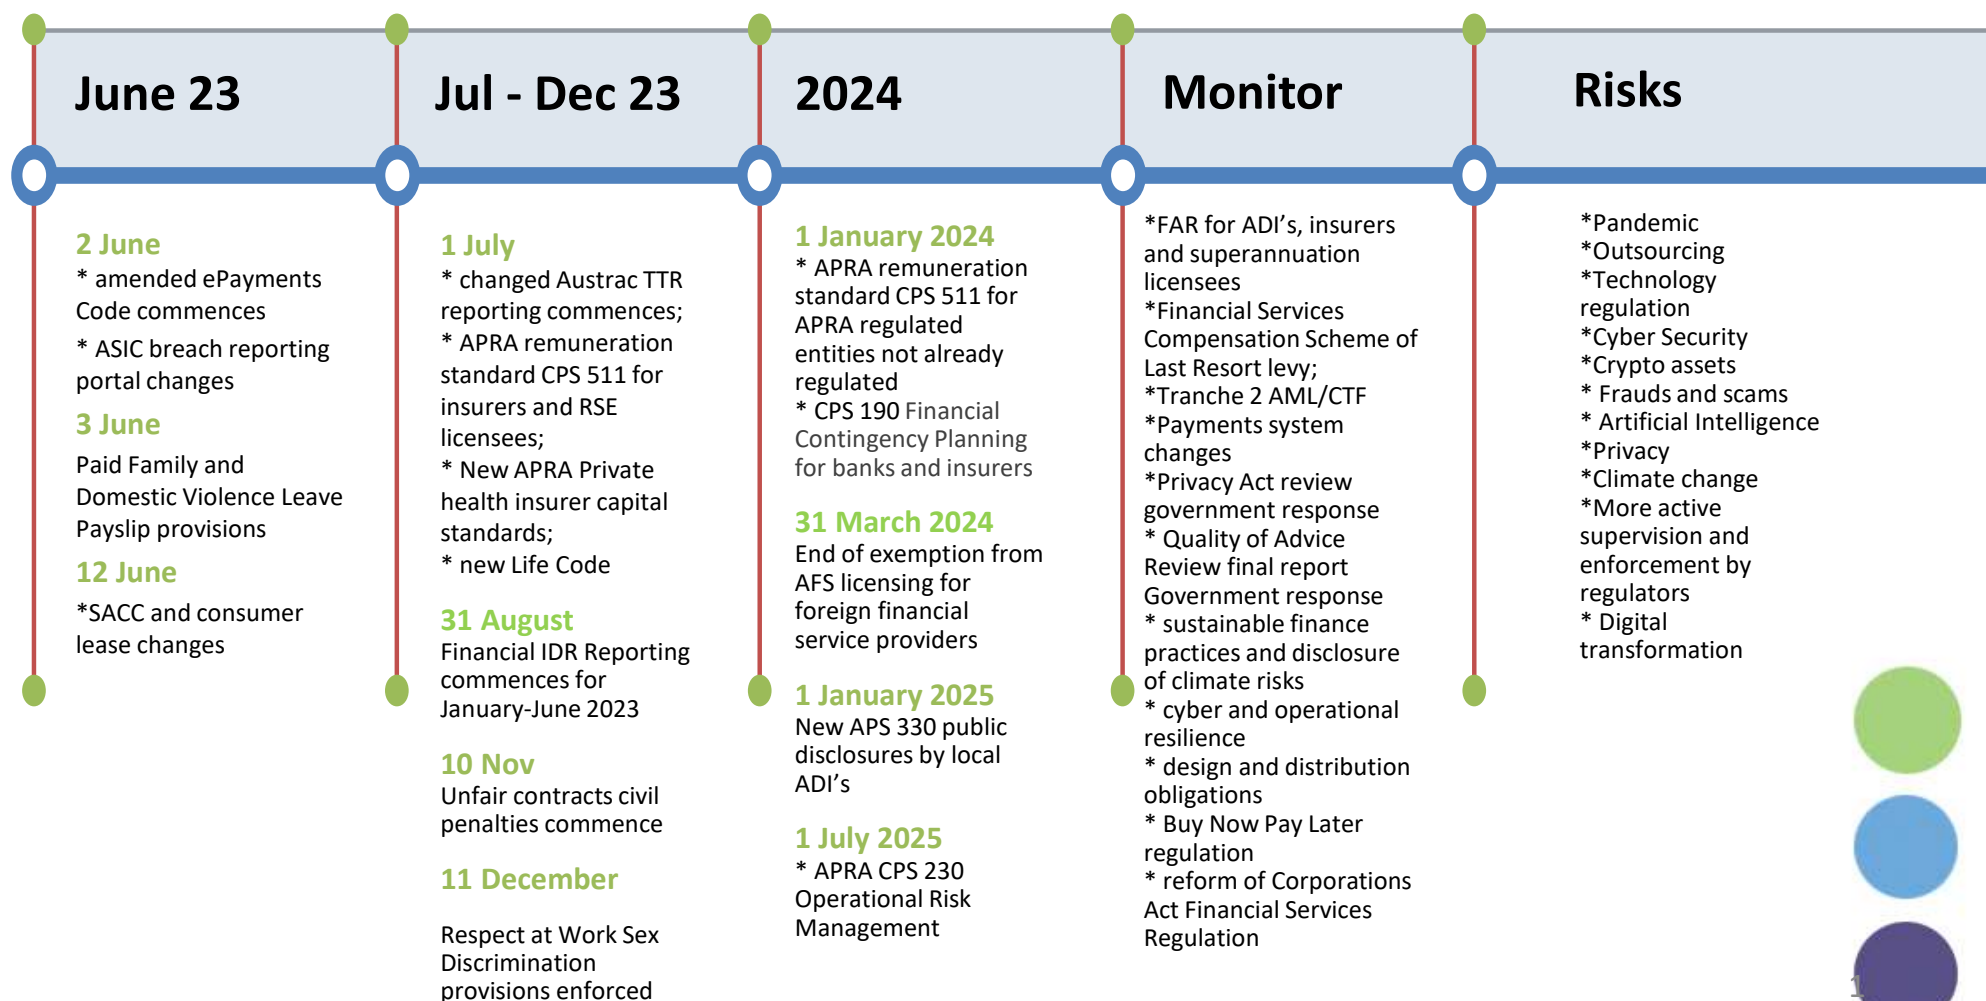 June 23
2 June
* amended ePayments
Code commences
* ASIC breach reporting
portal changes
3 June
Paid Family and
Domestic Violence Leave
Payslip provisions
12 June
*SACC and consumer
lease changes
Jul - Dec 23
1 July
* changed Austrac TTR
reporting commences;
* APRA remuneration
standard CPS 511 for
insurers and RSE
licensees;
* New APRA Private
health insurer capital
standards;
* new Life Code
31 August
Financial IDR Reporting
commences for
January-June 2023
10 Nov
Unfair contracts civil
penalties commence
11 December
Respect at Work Sex
Discrimination
provisions enforced
2024
1 January 2024
* APRA remuneration
standard CPS 511 for
APRA regulated
entities not already
regulated
* CPS 190 Financial
Contingency Planning
for banks and insurers
31 March 2024
End of exemption from
AFS licensing for
foreign financial
service providers
1 January 2025
New APS 330 public
disclosures by local
ADI’s
1 July 2025
* APRA CPS 230
Operational Risk
Management
Monitor
*FAR for ADI’s, insurers
and superannuation
licensees
*Financial Services
Compensation Scheme of
Last Resort levy;
*Tranche 2 AML/CTF
*Payments system
changes
*Privacy Act review
government response
* Quality of Advice
Review final report
Government response
* sustainable finance
practices and disclosure
of climate risks
* cyber and operational
resilience
* design and distribution
obligations
* Buy Now Pay Later
regulation
* reform of Corporations
Act Financial Services
Regulation
Risks
*Pandemic
*Outsourcing
*Technology
regulation
*Cyber Security
*Crypto assets
* Frauds and scams
* Artificial Intelligence
*Privacy
*Climate change
*More active
supervision and
enforcement by
regulators
* Digital
transformation
1